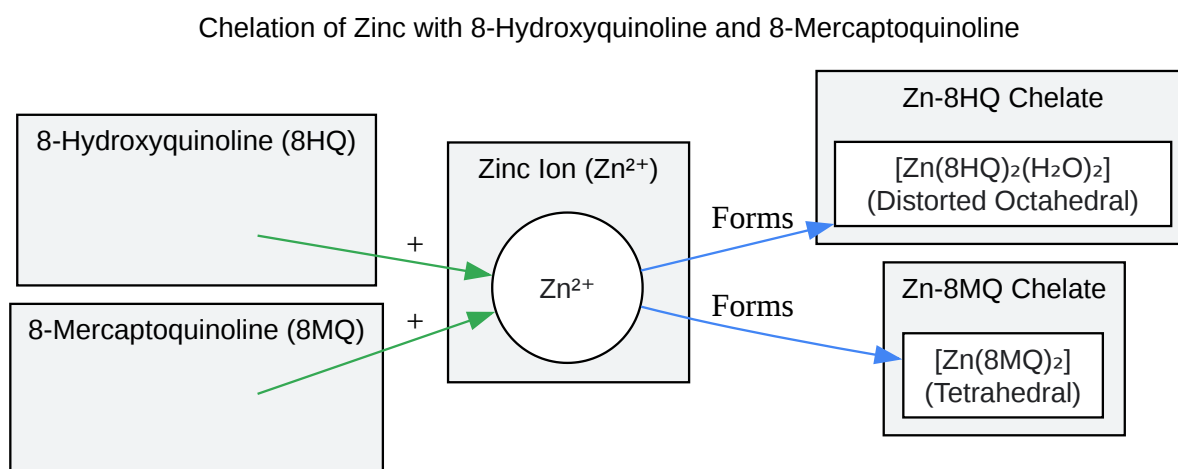 Chelation of Zinc with 8-Hydroxyquinoline and 8-Mercaptoquinoline
8-Hydroxyquinoline (8HQ)
+
8-Mercaptoquinoline (8MQ)
+
Zinc Ion (Zn²⁺)
Zn²⁺
Forms
Forms
Zn-8HQ Chelate
[Zn(8HQ)₂(H₂O)₂]
(Distorted Octahedral)
Zn-8MQ Chelate
[Zn(8MQ)₂]
(Tetrahedral)